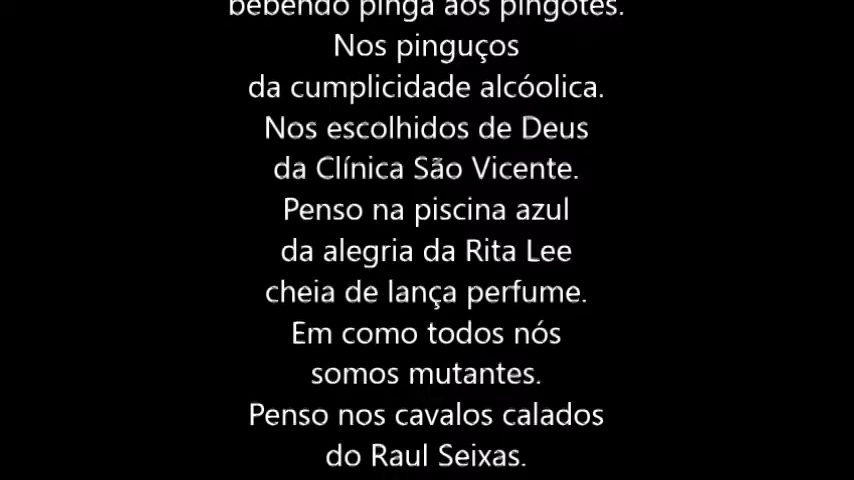 bebendo pinga aos pingotes.
Nos pinguços
da cumplicidade alcóolica.
Nos escolhidos de Deus
da Clínica São Vicente.
Penso na piscina azul
da alegria da Rita Lee
cheia de lança perfume.
Em como todos nós
somos mutantes.
Penso nos cavalos calados
do Raul Seixas.